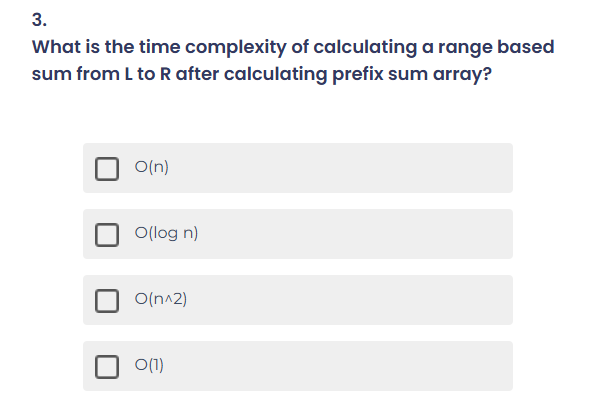 3.
What is the time complexity of calculating a range based
sum from L to R after calculating prefix sum array?
O(n)
O(log n)
O(n^2)
O(1)